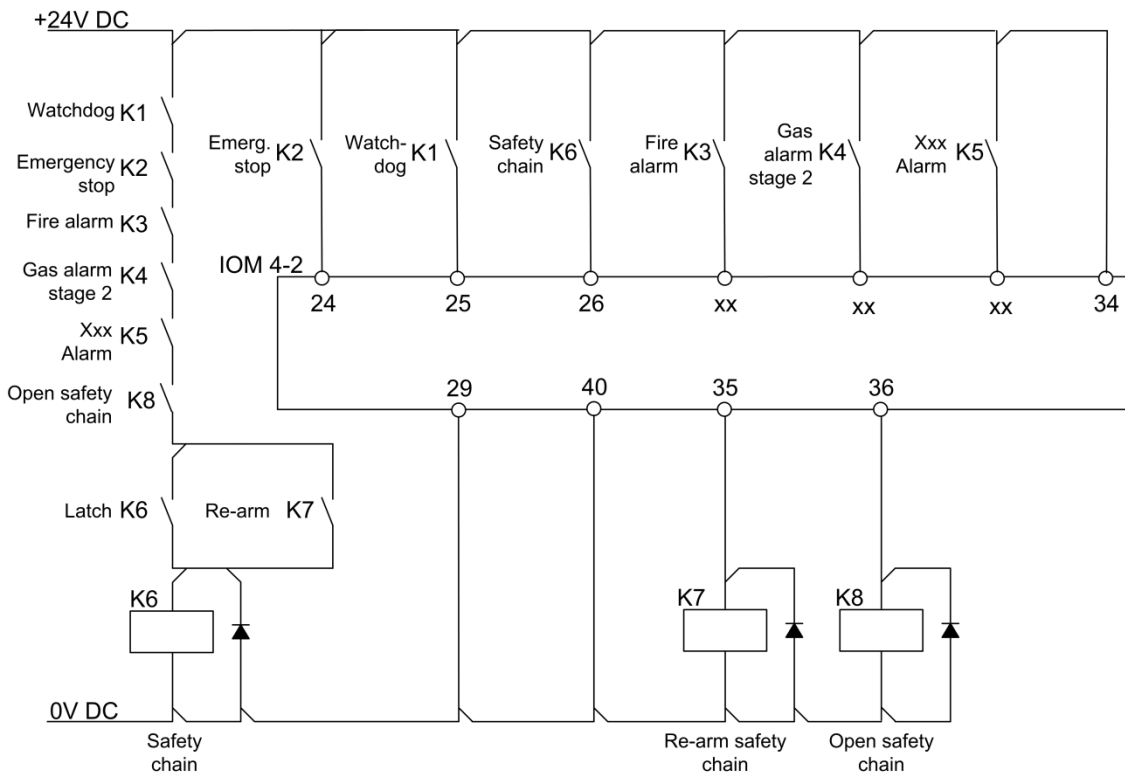 +24V DC
Watchdog K1
Emergency K2
stop
Fire alarm K3
Gas alarm K4
stage 2
Xxx K5
Alarm
Open safety K8
chain
Latch K6
Re-arm K7
K6
0V DC
Safety
chain
Emerg. K2
stop
Watch- K1
dog
Safety K6
chain
Fire K3
alarm
Gas
alarm K4
stage 2
Xxx K5
Alarm
IOM 4-2
24
25
26
xx
xx
xx
34
29
40
35
36
K7
K8
Re-arm safety
chain
Open safety
chain